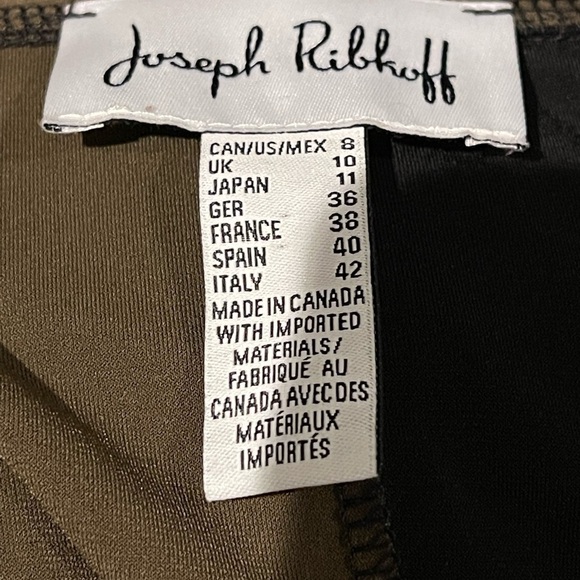 Joseph Ribkoff
CAN/US/MEX 8
UK 10
JAPAN 11
GER 36
FRANCE 38
SPAIN 40
ITALY 42
MADE IN CANADA
WITH IMPORTED
MATERIALS/
FABRIQUÉ AU
CANADA AVEC DES
MATÉRIAUX
IMPORTÉS